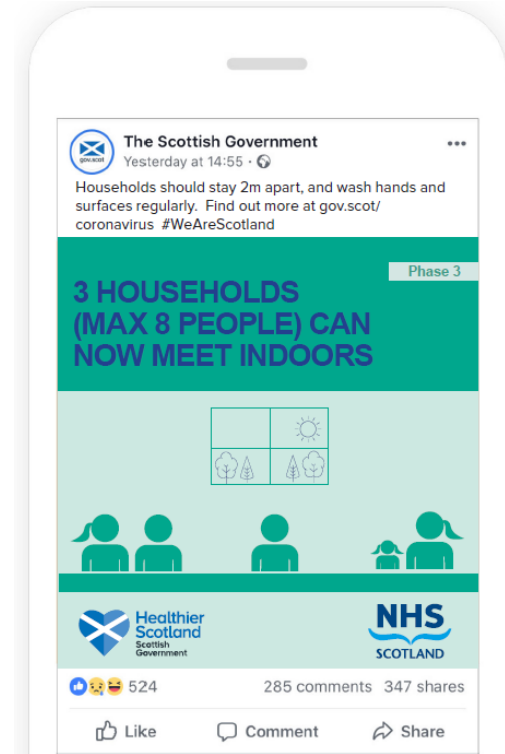 The Scottish Government
Yesterday at 14:55 ·
Households should stay 2m apart, and wash hands and
surfaces regularly.  Find out more at gov.scot/
coronavirus  #WeAreScotland
Phase 3
3 HOUSEHOLDS
(MAX 8 PEOPLE) CAN
NOW MEET INDOORS
Healthier
Scotland
Scottish
Government
NHS
SCOTLAND
524
285 comments 347 shares
Like Comment Share